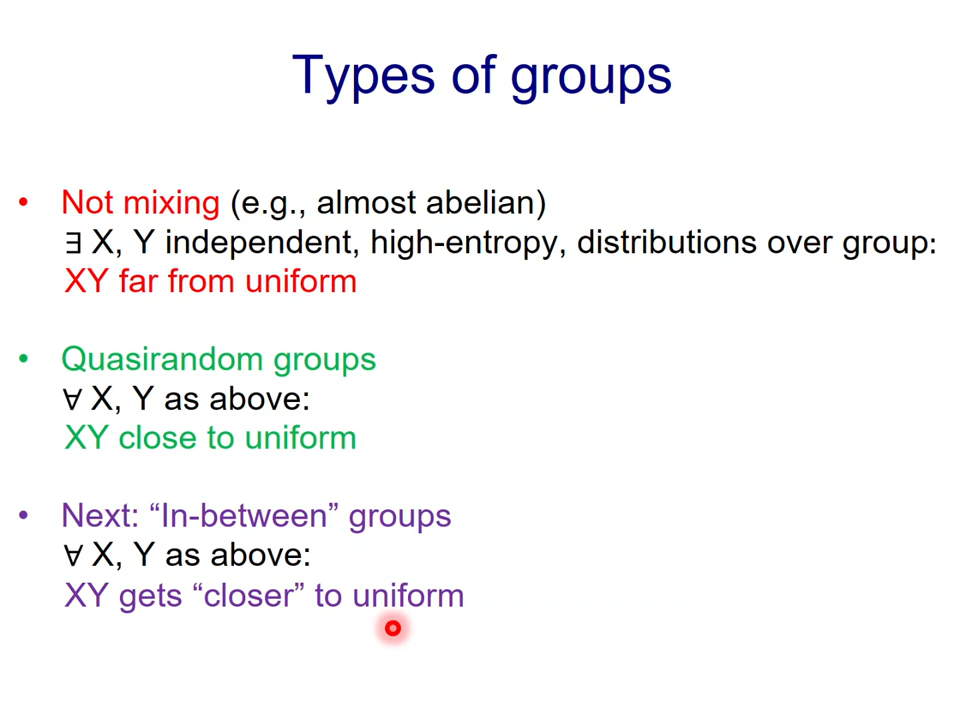 Types of groups
• Not mixing (e.g., almost abelian)
∃ X, Y independent, high-entropy, distributions over group:
XY far from uniform
• Quasirandom groups
∀ X, Y as above:
XY close to uniform
• Next: “In-between” groups
∀ X, Y as above:
XY gets “closer” to uniform